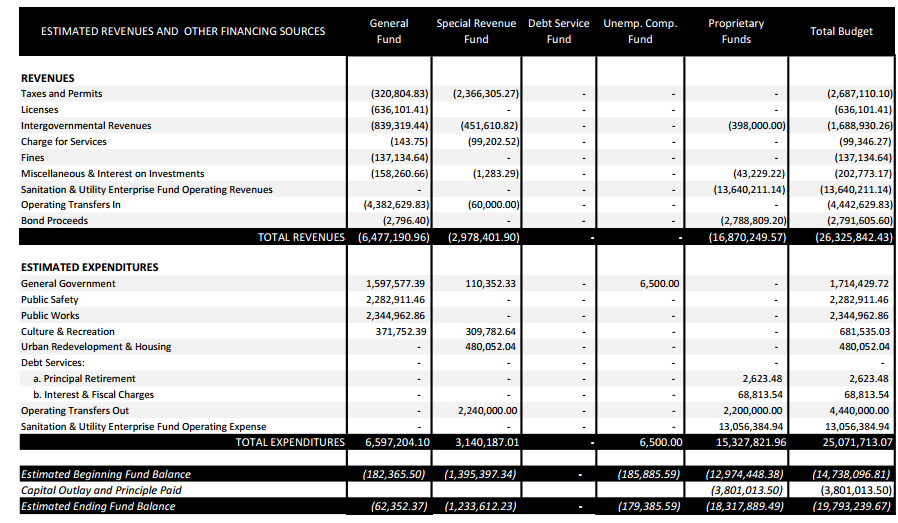 ESTIMATED REVENUES AND OTHER FINANCING SOURCES General Fund Special Revenue Fund Debt Service Fund Unemp. Comp. Fund Proprietary Funds Total Budget
REVENUES
Taxes and Permits (320,804.83) (2,366,305.27) - - - (2,687,110.10)
Licenses (636,101.41) - - - - (636,101.41)
Intergovernmental Revenues (839,319.44) (451,610.82) - - (398,000.00) (1,688,930.26)
Charge for Services (143.75) (99,202.52) - - - (99,346.27)
Fines (137,134.64) - - - - (137,134.64)
Miscellaneous & Interest on Investments (158,260.66) (1,283.29) - - (43,229.22) (202,773.17)
Sanitation & Utility Enterprise Fund Operating Revenues - - - - (13,640,211.14) (13,640,211.14)
Operating Transfers In (4,382,629.83) (60,000.00) - - - (4,442,629.83)
Bond Proceeds (2,796.40) - - - (2,788,809.20) (2,791,605.60)
TOTAL REVENUES (6,477,190.96) (2,978,401.90) - - (16,870,249.57) (26,325,842.43)
ESTIMATED EXPENDITURES
General Government 1,597,577.39 110,352.33 - 6,500.00 - 1,714,429.72
Public Safety 2,282,911.46 - - - - 2,282,911.46
Public Works 2,344,962.86 - - - - 2,344,962.86
Culture & Recreation 371,752.39 309,782.64 - - - 681,535.03
Urban Redevelopment & Housing - 480,052.04 - - - 480,052.04
Debt Services: - - - - - -
a. Principal Retirement - - - - 2,623.48 2,623.48
b. Interest & Fiscal Charges - - - - 68,813.54 68,813.54
Operating Transfers Out - 2,240,000.00 - - 2,200,000.00 4,440,000.00
Sanitation & Utility Enterprise Fund Operating Expense - - - - 13,056,384.94 13,056,384.94
TOTAL EXPENDITURES 6,597,204.10 3,140,187.01 - 6,500.00 15,327,821.96 25,071,713.07
Estimated Beginning Fund Balance (182,365.50) (1,395,397.34) - (185,885.59) (12,974,448.38) (14,738,096.81)
Capital Outlay and Principle Paid (3,801,013.50) (3,801,013.50)
Estimated Ending Fund Balance (62,352.37) (1,233,612.23) - (179,385.59) (18,317,889.49) (19,793,239.67)